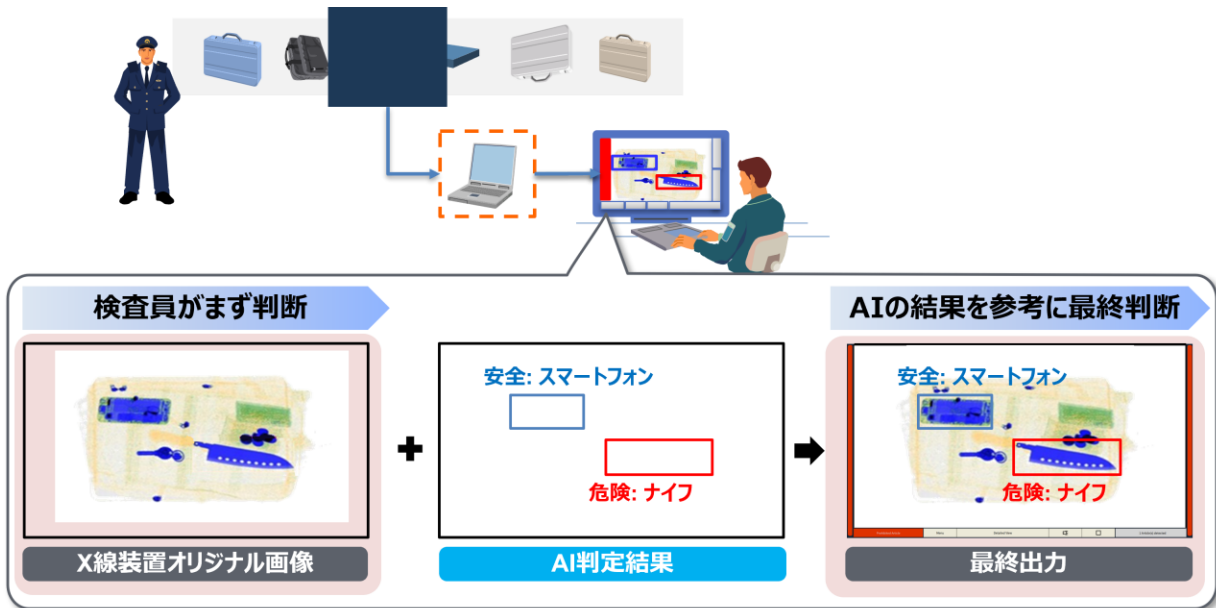 検査員がまず判断
AIの結果を参考に最終判断
安全: スマートフォン
危険: ナイフ
安全: スマートフォン
危険: ナイフ
X線装置オリジナル画像
AI判定結果
最終出力